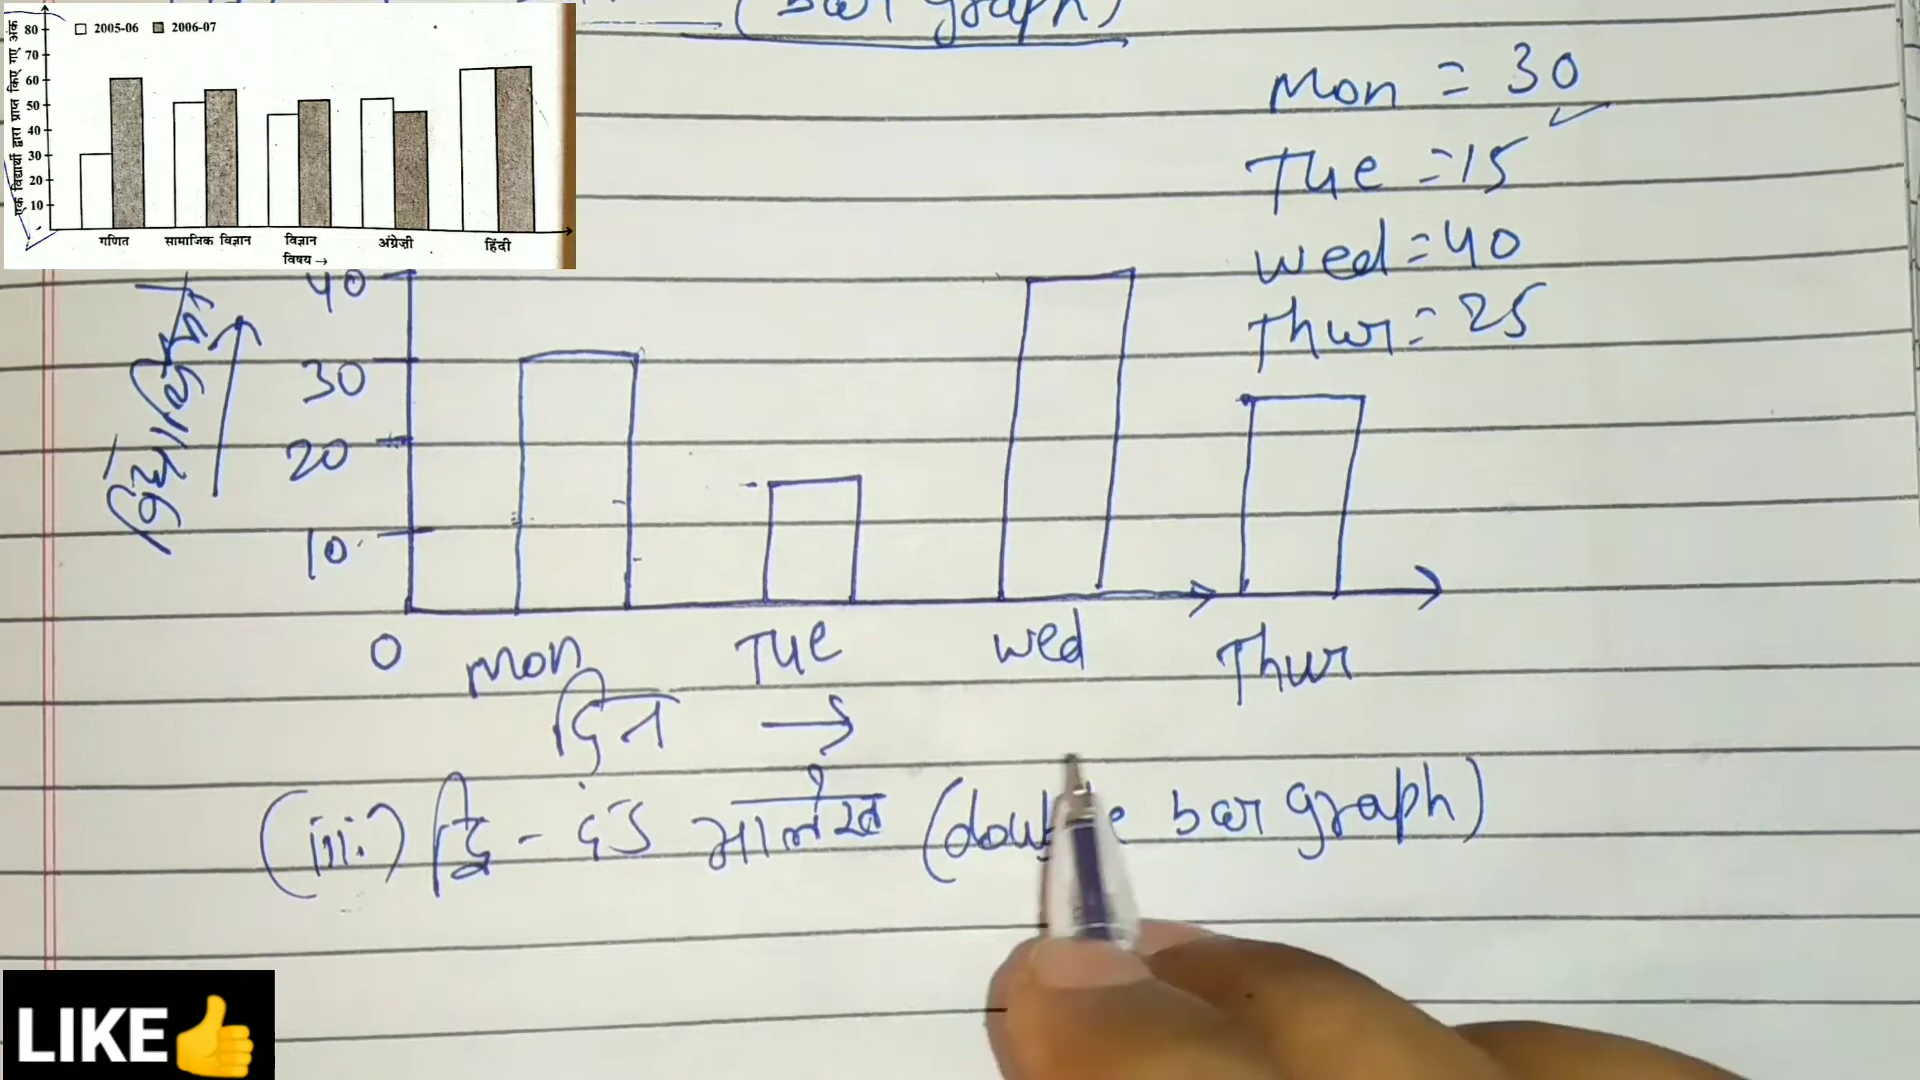 (bar graph)
एक विद्यार्थी द्वारा प्राप्त किए गए अंक
2005-06 2006-07
80
70
60
50
40
30
20
10
गणित सामाजिक विज्ञान विज्ञान अंग्रेज़ी हिंदी
विषय →
Mon = 30
Tue = 15
Wed = 40
Thur = 25
40
30
20
10
0 Mon Tue Wed Thur
दिन →
(iii) द्वि - दंड आलेख (double bar graph)
LIKE